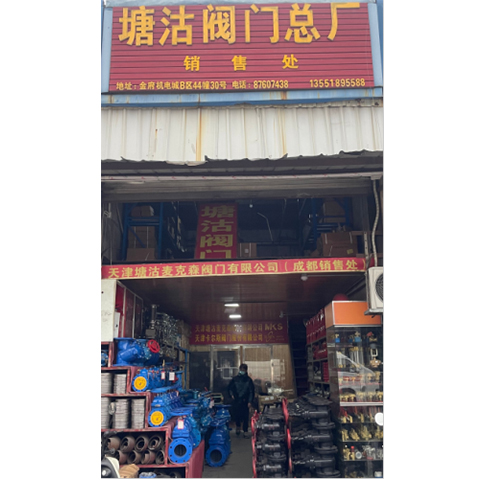 塘沽阀门总厂
销售处
地址：金府机电城B区44幢30号 电话：87607438 13551895588
塘沽阀门
天津塘沽麦克森阀门有限公司（成都销售处